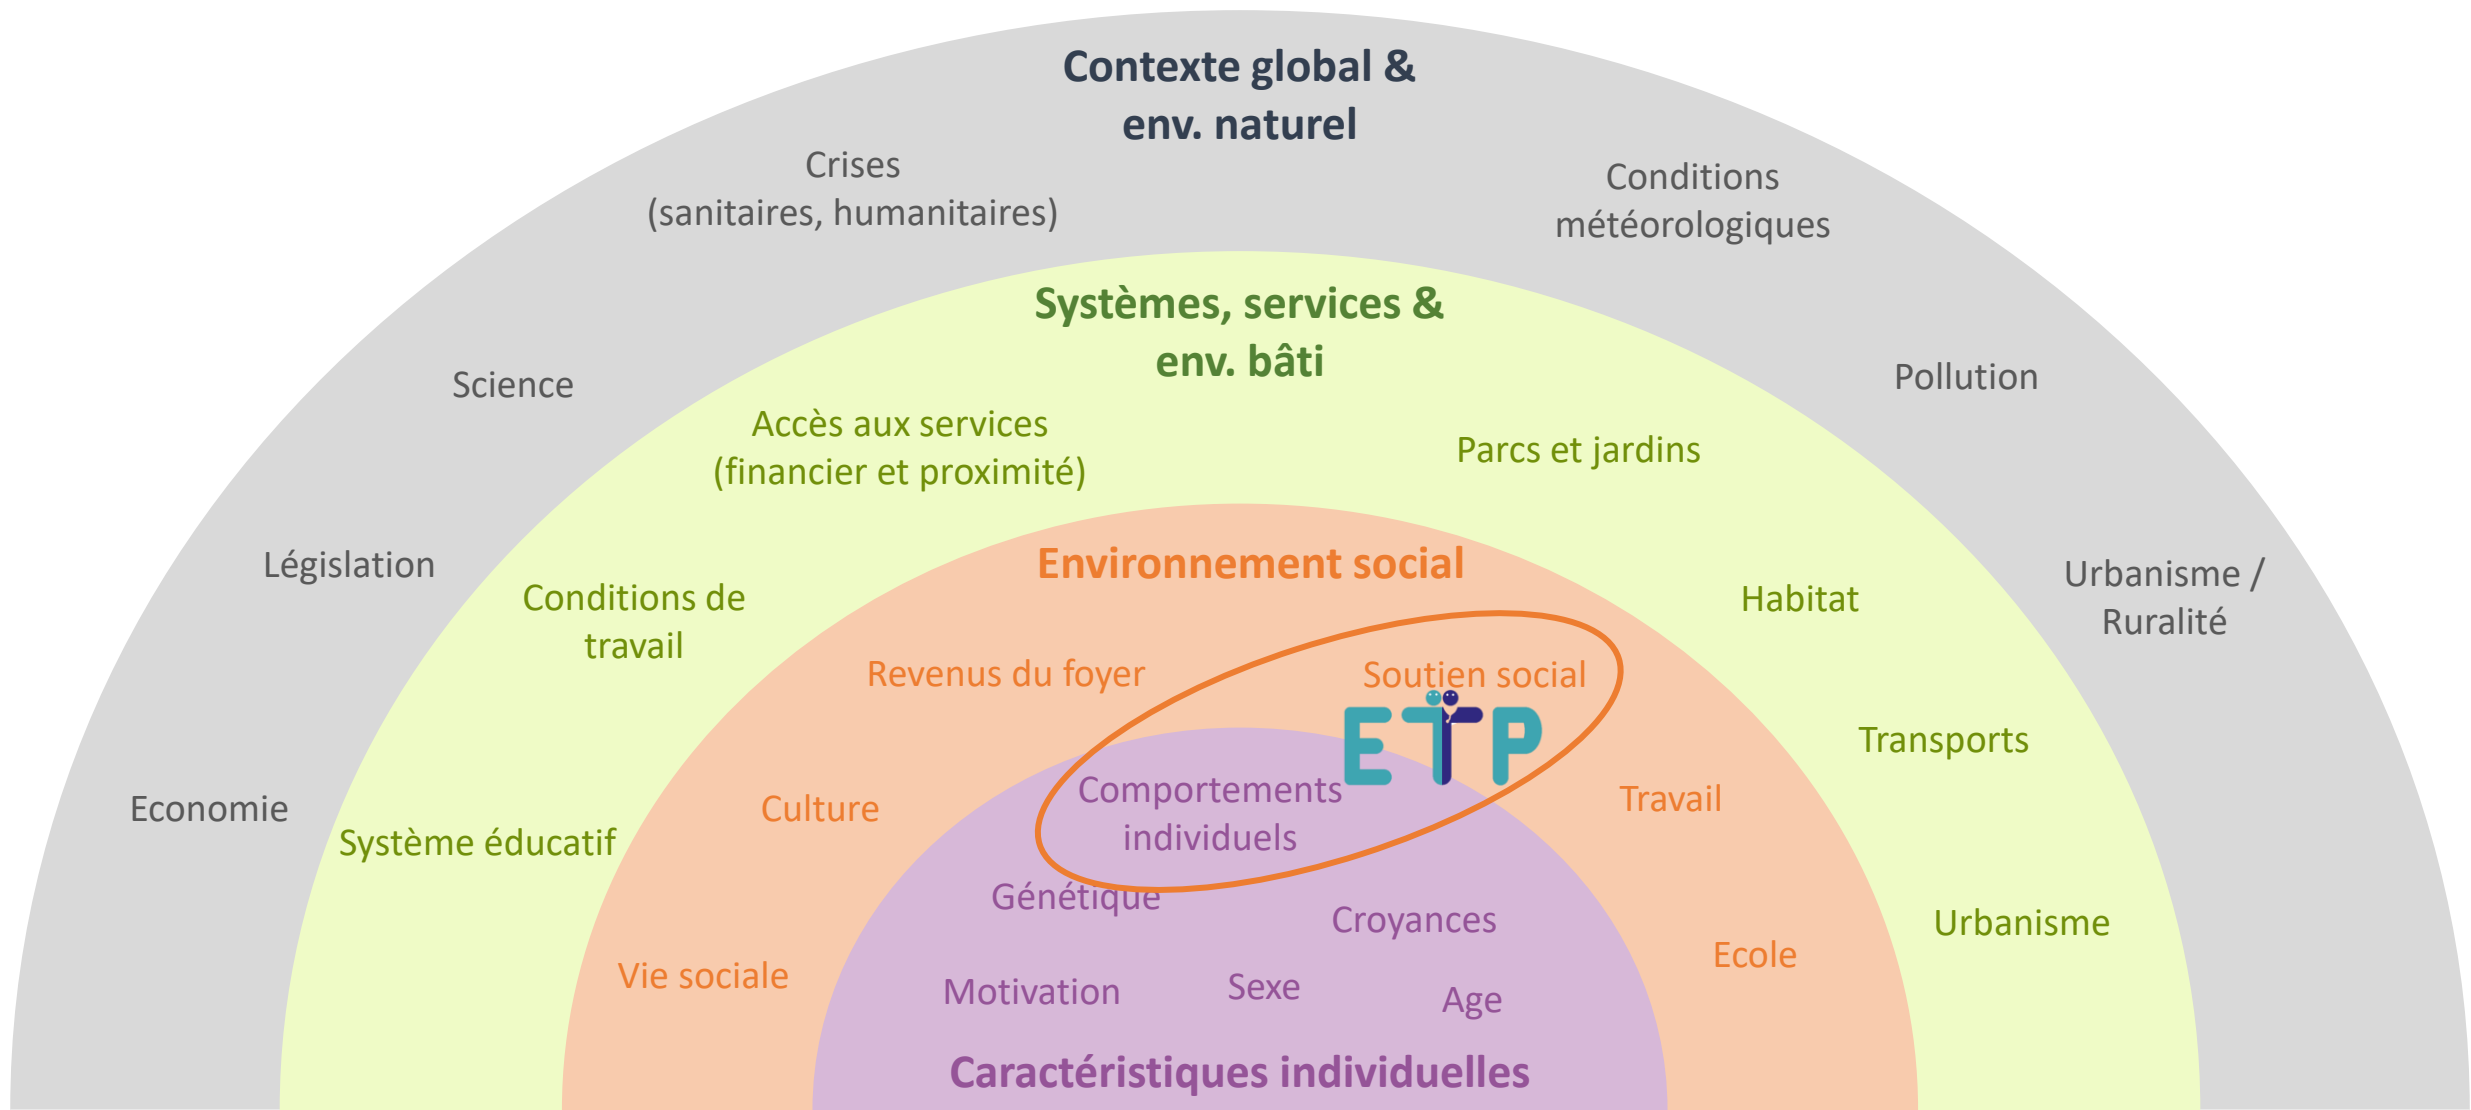 Contexte global &
env. naturel
Crises
(sanitaires, humanitaires)
Conditions
météorologiques
Science
Pollution
Législation
Urbanisme /
Ruralité
Economie
Systèmes, services &
env. bâti
Accès aux services
(financier et proximité)
Parcs et jardins
Conditions de
travail
Habitat
Système éducatif
Transports
Urbanisme
Environnement social
Revenus du foyer
Soutien social
ETP
Culture
Travail
Vie sociale
Ecole
Comportements
individuels
Génétique
Croyances
Motivation
Sexe
Age
Caractéristiques individuelles